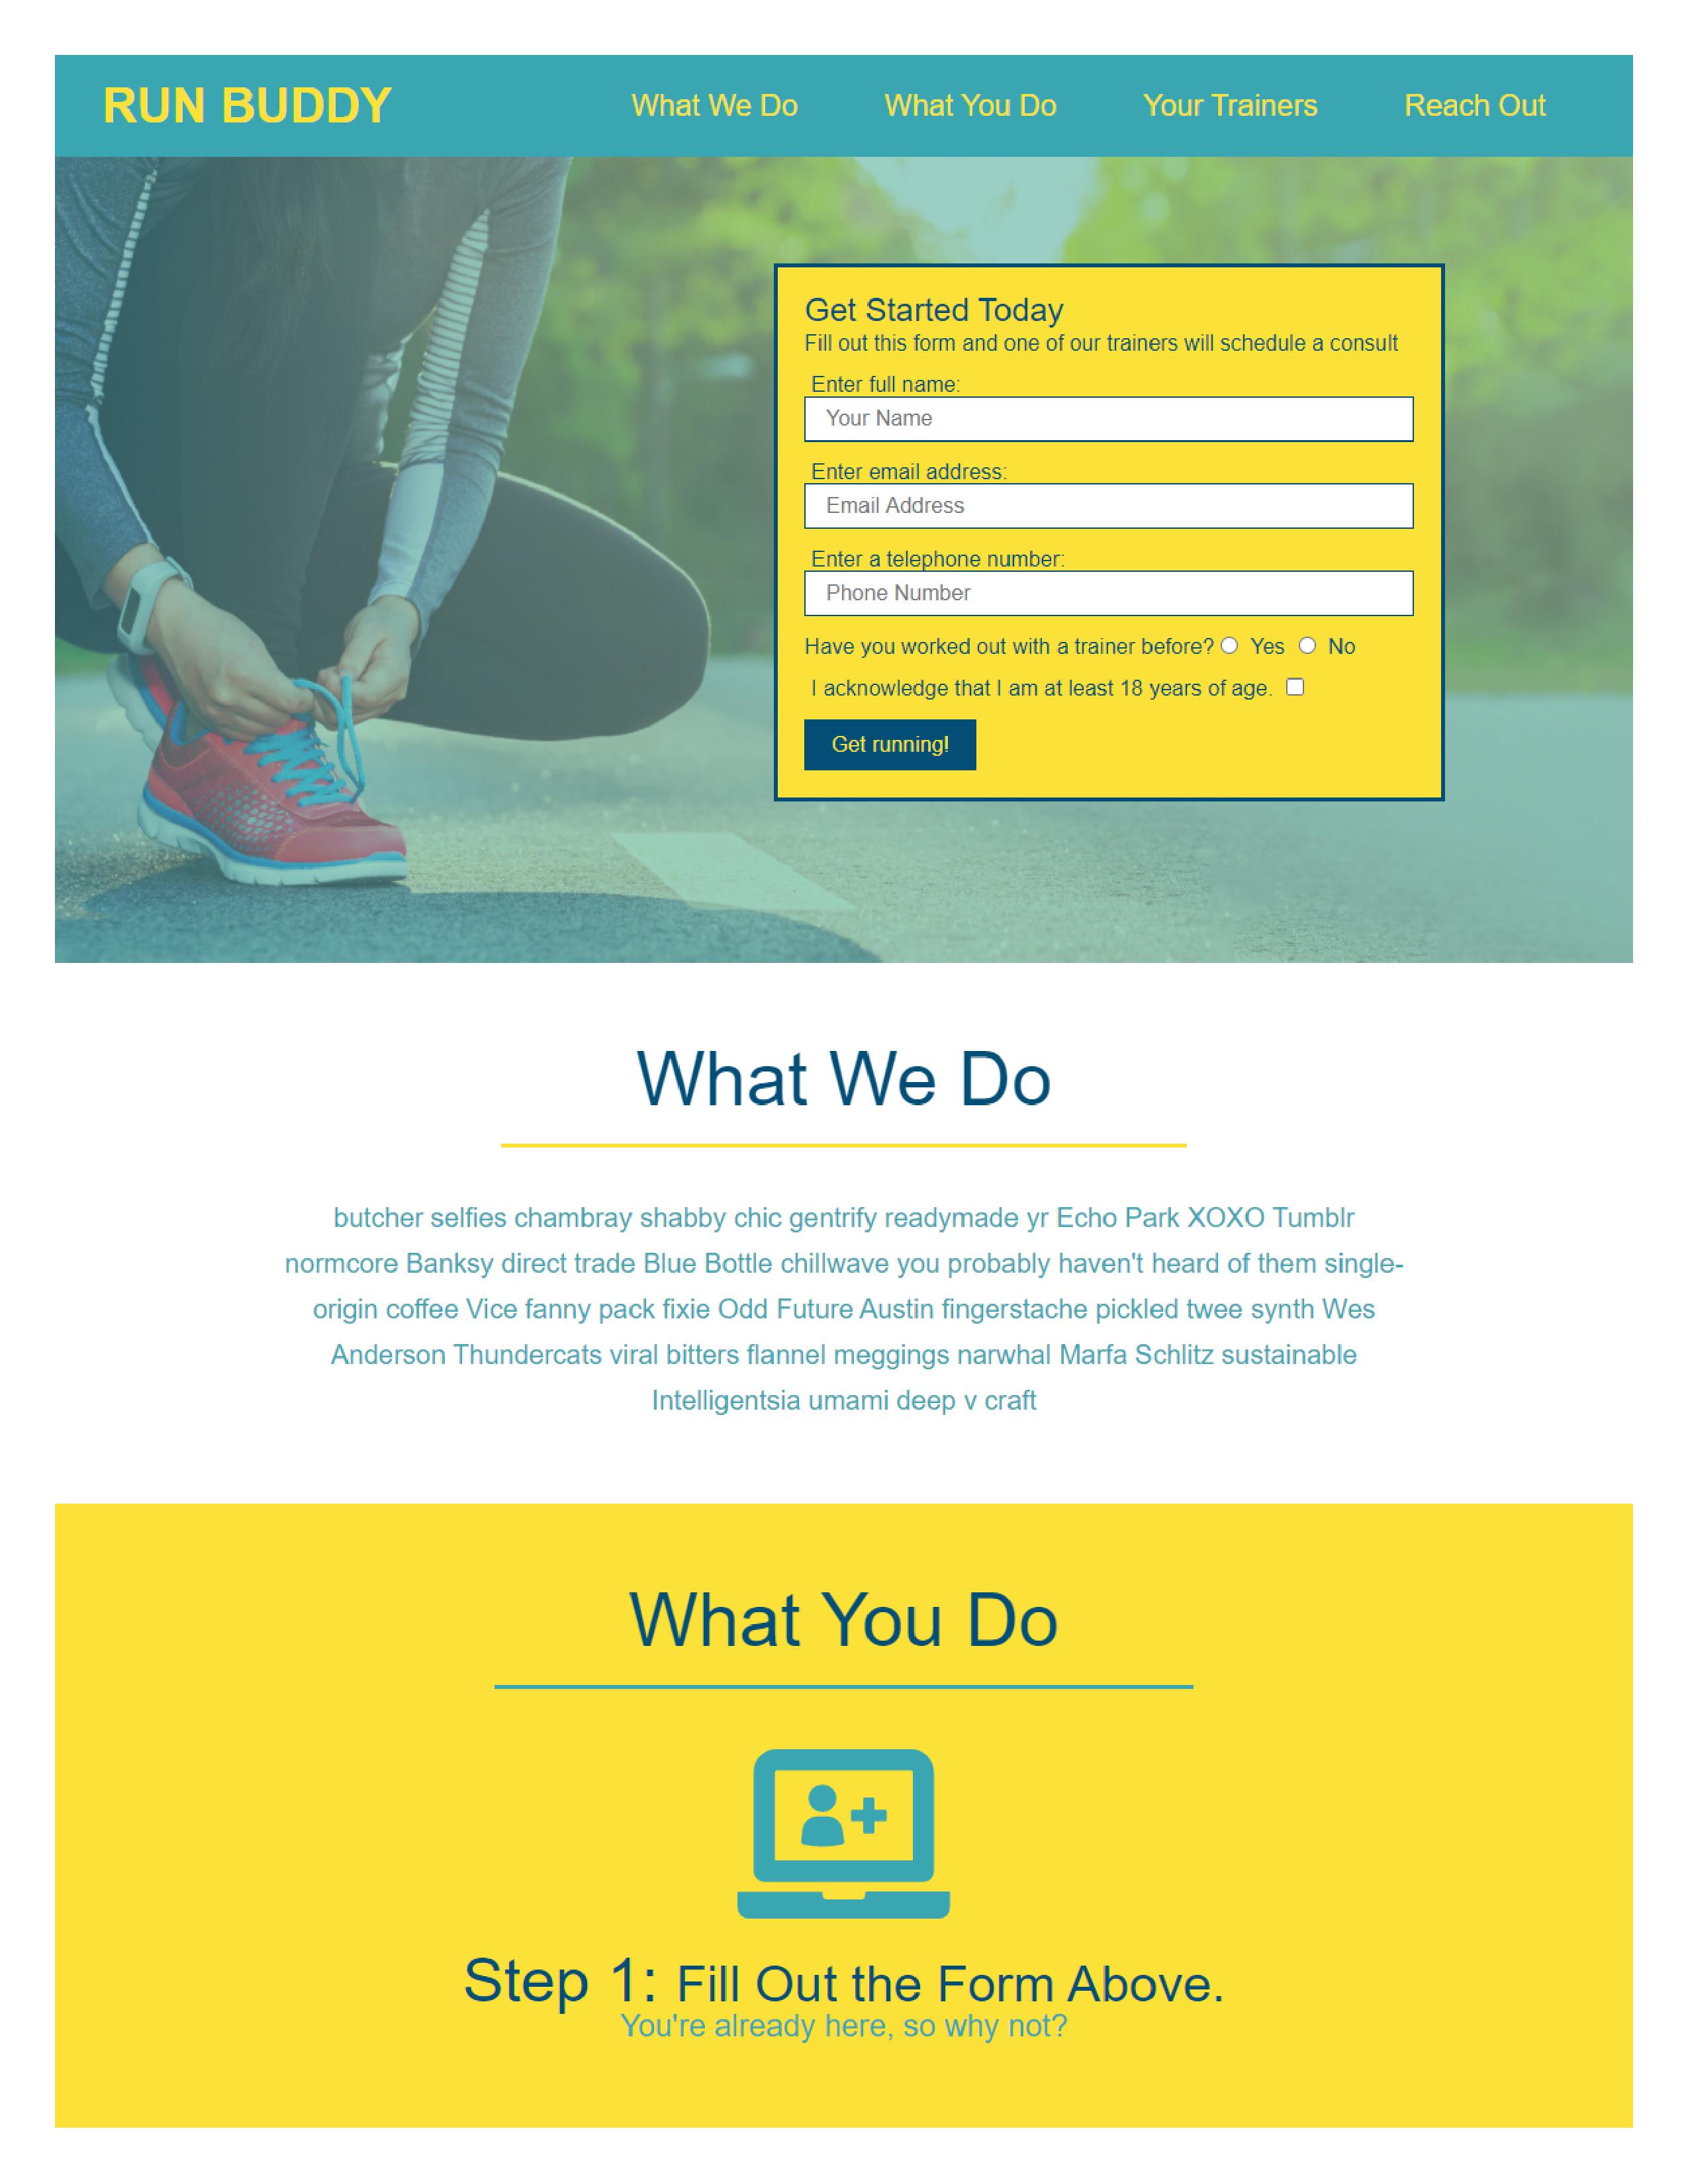 RUN BUDDY
What We Do
What You Do
Your Trainers
Reach Out
Get Started Today
Fill out this form and one of our trainers will schedule a consult
Enter full name:
Your Name
Enter email address:
Email Address
Enter a telephone number:
Phone Number
Have you worked out with a trainer before? Yes No
I acknowledge that I am at least 18 years of age.
Get running!
What We Do
butcher selfies chambray shabby chic gentrify readymade yr Echo Park XOXO Tumblr
normcore Banksy direct trade Blue Bottle chillwave you probably haven't heard of them single-
origin coffee Vice fanny pack fixie Odd Future Austin fingerstache pickled twee synth Wes
Anderson Thundercats viral bitters flannel meggings narwhal Marfa Schlitz sustainable
Intelligentsia umami deep v craft
What You Do
Step 1: Fill Out the Form Above.
You're already here, so why not?